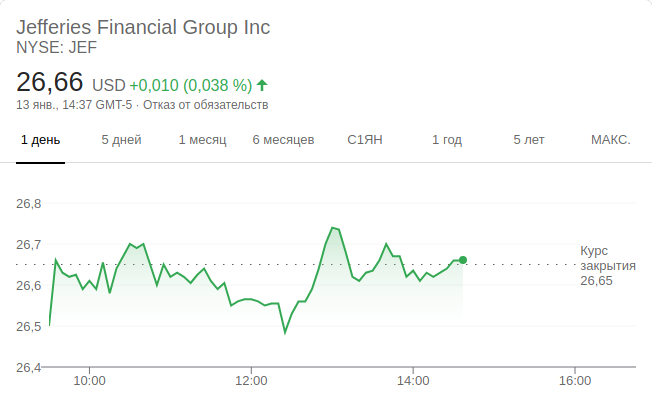 Jefferies Financial Group Inc
NYSE: JEF
26,66 USD +0,010 (0,038 %)
13 янв., 14:37 GMT-5 · Отказ от обязательств
1 день 5 дней 1 месяц 6 месяцев С1ЯН 1 год 5 лет МАКС.
26,8
26,7
26,6
26,5
26,4
Курс
закрытия
26,65
10:00 12:00 14:00 16:00